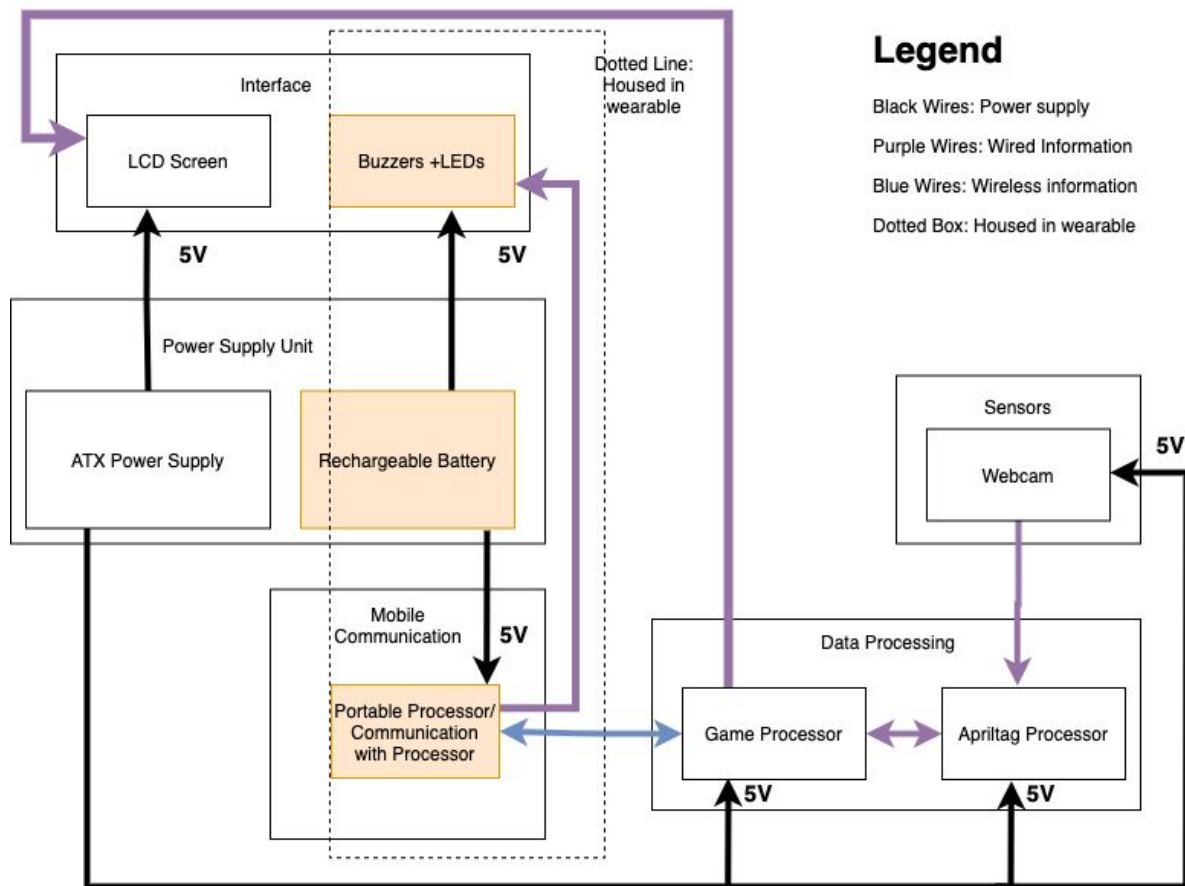 Legend
Black Wires: Power supply
Purple Wires: Wired Information
Blue Wires: Wireless information
Dotted Box: Housed in wearable
Dotted Line:
Housed in
wearable
Interface
LCD Screen
Buzzers +LEDs
5V
5V
Power Supply Unit
ATX Power Supply
Rechargeable Battery
Sensors
Webcam
5V
Mobile
Communication
5V
Portable Processor/
Communication
with Processor
Data Processing
Game Processor
Apriltag Processor
5V
5V